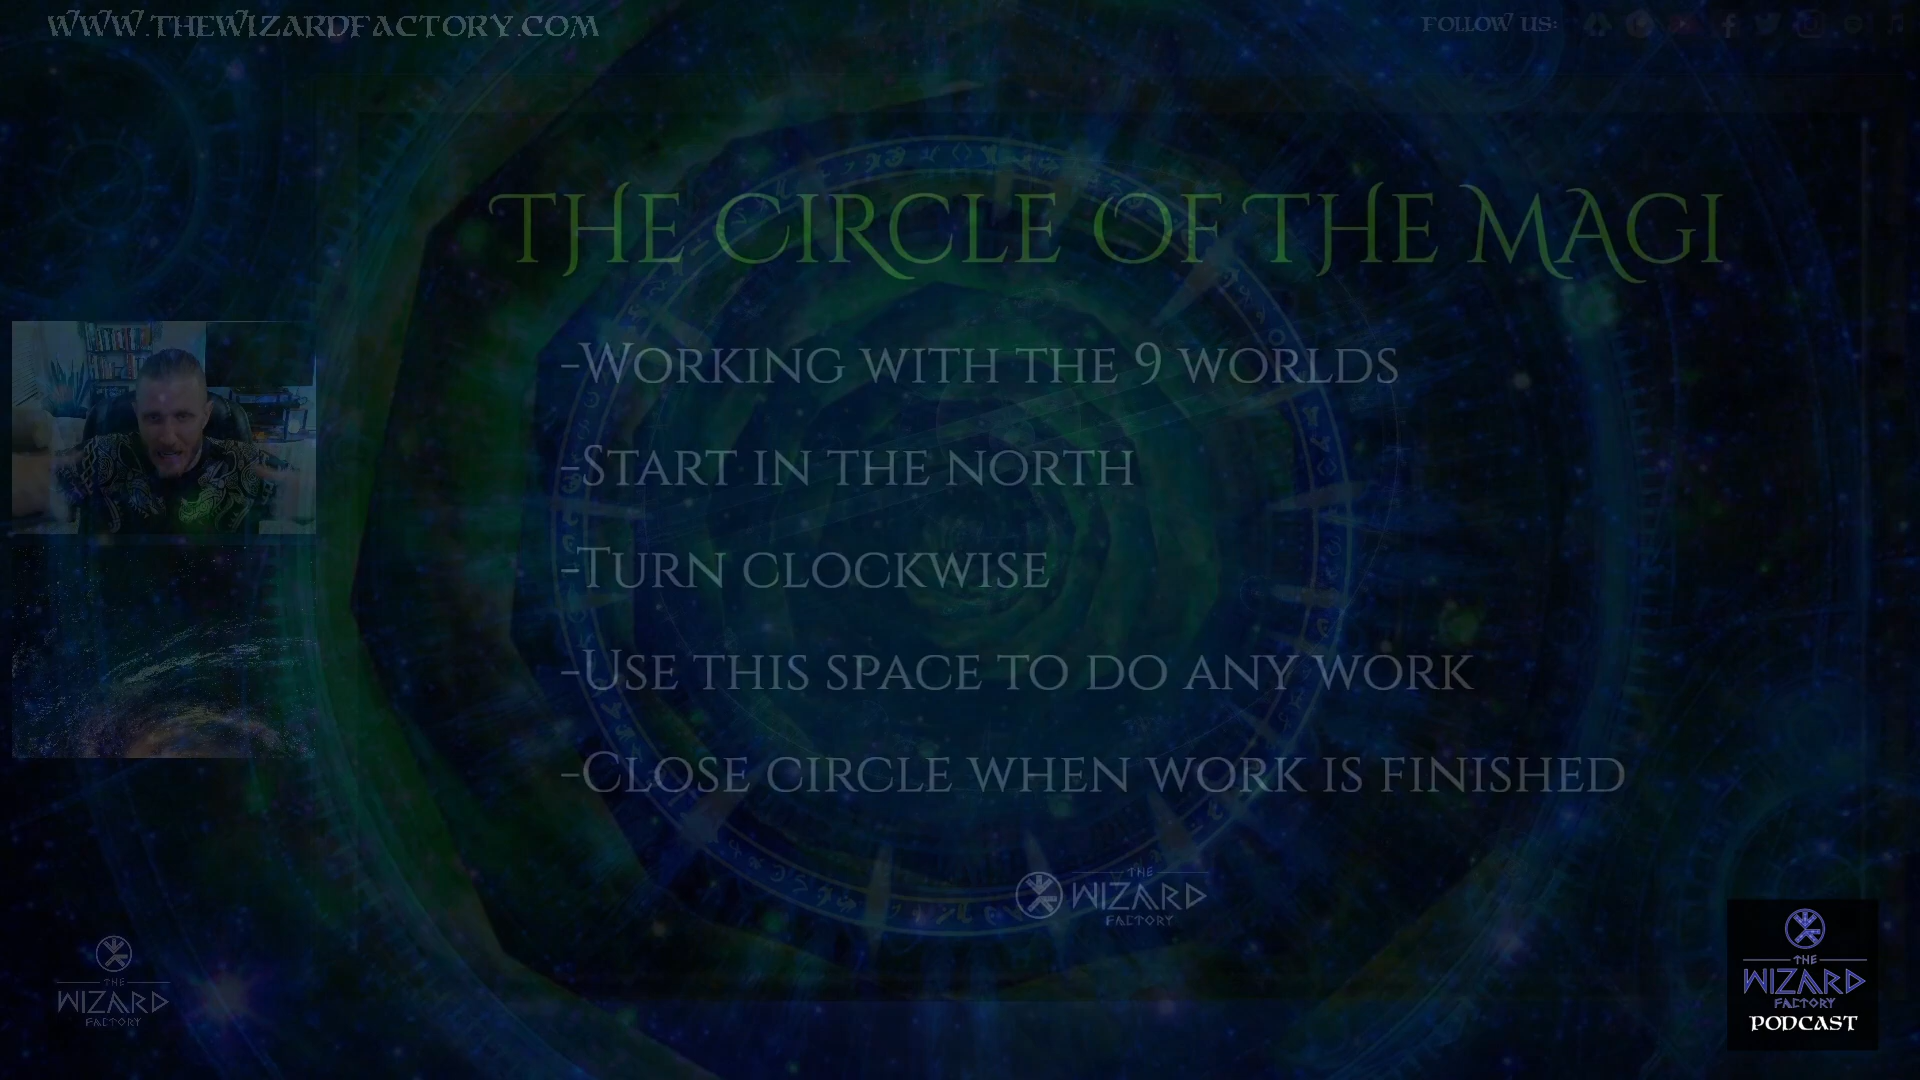 WWW.THEWIZARDFACTORY.COM
FOLLOW US:
THE CIRCLE OF THE MAGI
-WORKING WITH THE 9 WORLDS
-START IN THE NORTH
-TURN CLOCKWISE
-USE THIS SPACE TO DO ANY WORK
-CLOSE CIRCLE WHEN WORK IS FINISHED
THE
WIZARD
FACTORY
THE
WIZARD
FACTORY
THE
WIZARD
FACTORY
PODCAST